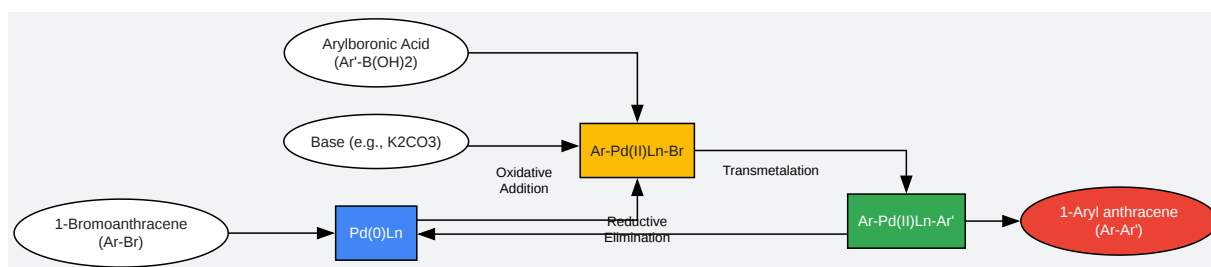 Arylboronic Acid
(Ar'-B(OH)2)
Base (e.g., K2CO3)
Ar-Pd(II)Ln-Br
Oxidative
Addition
Transmetalation
1-Bromoanthracene
(Ar-Br)
Pd(0)Ln
Reductive
Elimination
Ar-Pd(II)Ln-Ar'
1-Aryl anthracene
(Ar-Ar')